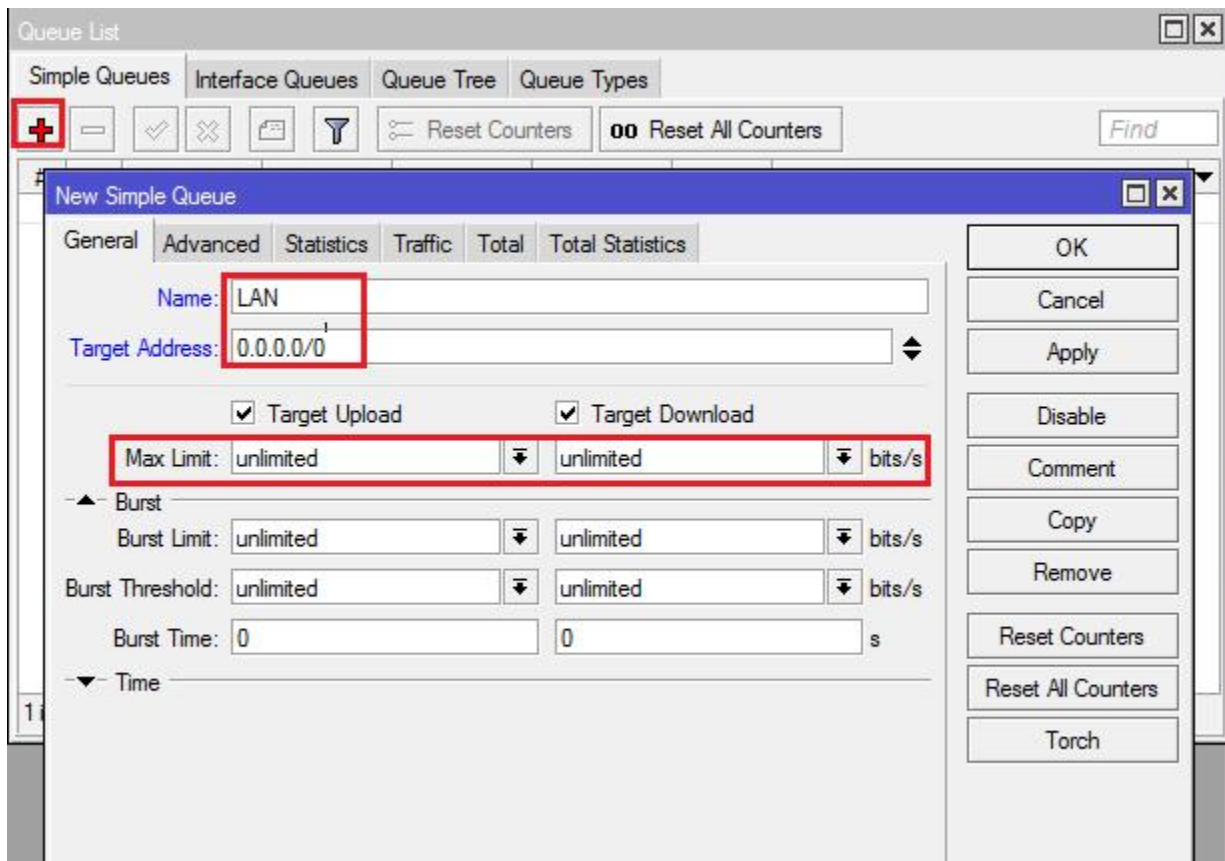 Queue List
Simple Queues Interface Queues Queue Tree Queue Types
Reset Counters 00 Reset All Counters Find
#
New Simple Queue
General Advanced Statistics Traffic Total Total Statistics
OK
Name: LAN
Cancel
Target Address: 0.0.0.0/0
Apply
Target Upload Target Download
Disable
Max Limit: unlimited unlimited bits/s
Comment
Burst
Copy
Burst Limit: unlimited unlimited bits/s
Remove
Burst Threshold: unlimited unlimited bits/s
Burst Time: 0 0 s
Reset Counters
Time
Reset All Counters
1
Torch